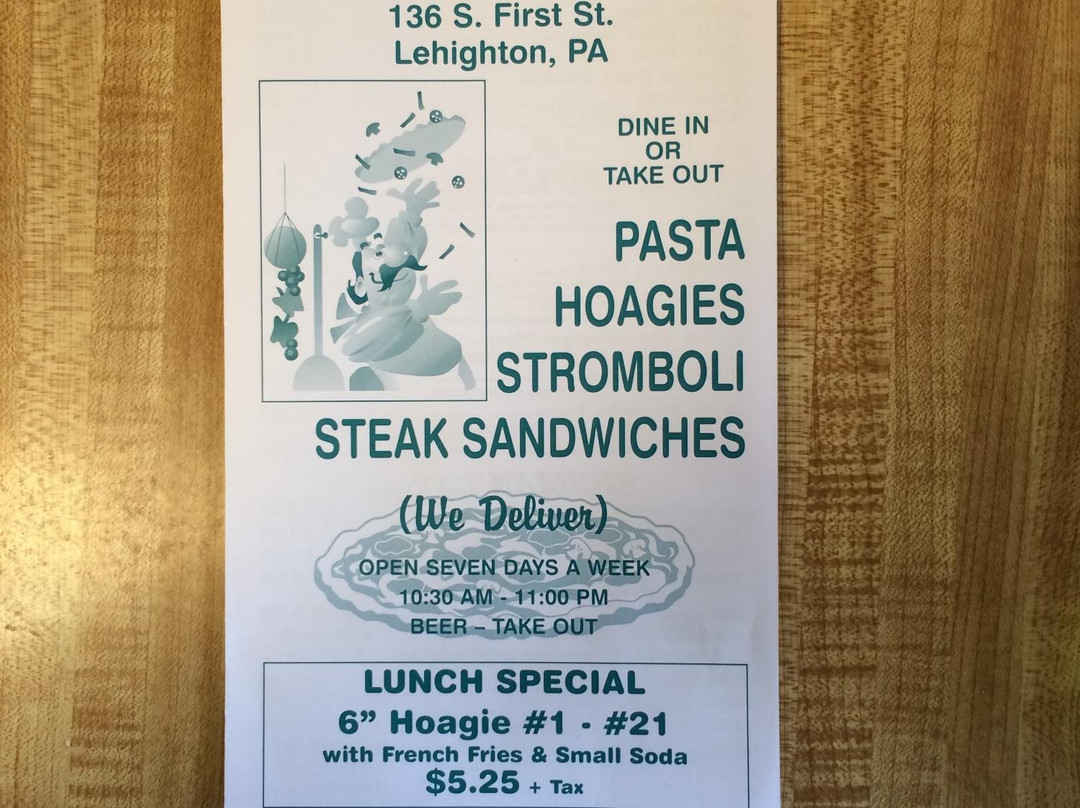 136 S. First St.
Lehighton, PA
DINE IN
OR
TAKE OUT
PASTA
HOAGIES
STROMBOLI
STEAK SANDWICHES
(We Deliver)
OPEN SEVEN DAYS A WEEK
10:30 AM - 11:00 PM
BEER – TAKE OUT
LUNCH SPECIAL
6” Hoagie #1 - #21
with French Fries & Small Soda
$5.25 + Tax